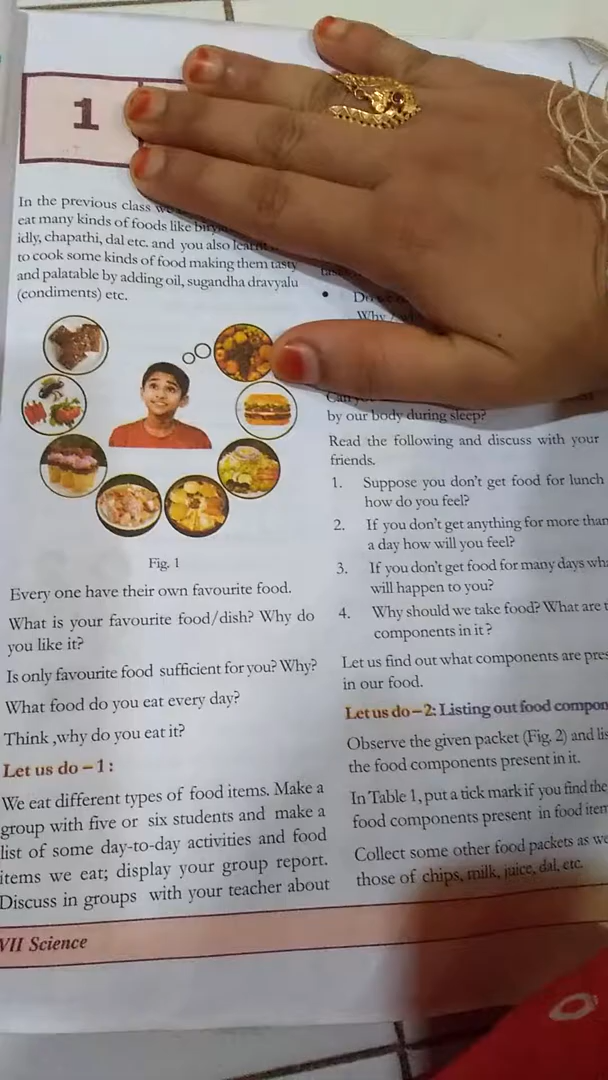 1
In the previous class we
eat many kinds of foods like
idly, chapathi, dal etc. and you also learnt
to cook some kinds of food making them tasty
and palatable by adding oil, sugandha dravyalu
(condiments) etc.
Fig. 1
Every one have their own favourite food.
What is your favourite food/dish? Why do
you like it?
Is only favourite food sufficient for you? Why?
What food do you eat every day?
Think ,why do you eat it?
Let us do – 1:
We eat different types of food items. Make a
group with five or six students and make a
list of some day-to-day activities and food
items we eat; display your group report.
Discuss in groups with your teacher about
•
Why
by our body during sleep?
Read the following and discuss with your
friends.
1. Suppose you don't get food for lunch
how do you feel?
2. If you don't get anything for more than
a day how will you feel?
3. If you don't get food for many days
will happen to you?
4. Why should we take food? What are
components in it?
Let us find out what components are
in our food.
Let us do – 2: Listing out food
Observe the given packet (Fig. 2) and
the food components present in it.
In Table 1, put a tick mark if you find the
food components present in food
Collect some other food packets as
those of chips, milk, juice, dal, etc.
VII Science